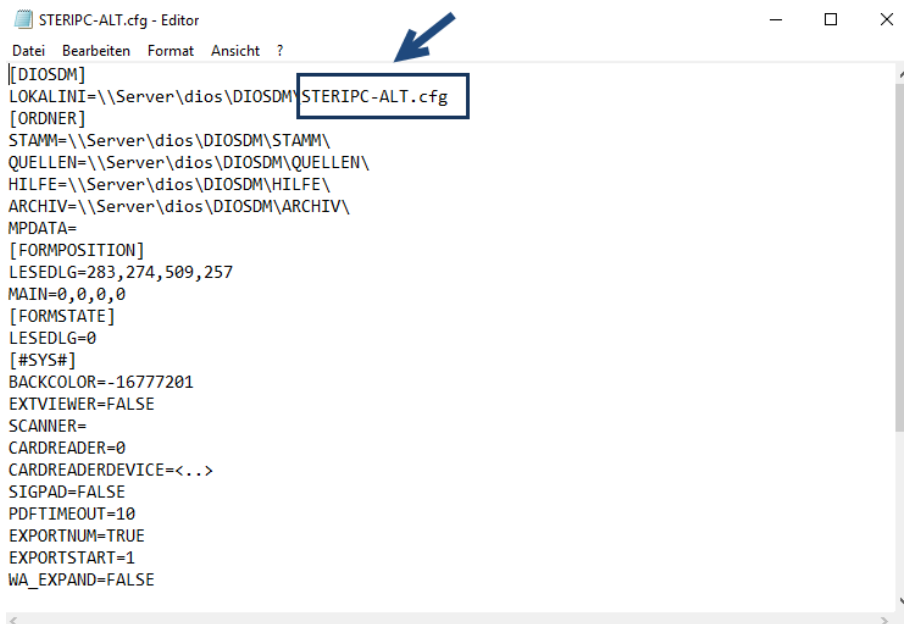 STERIPC-ALT.cfg - Editor
Datei Bearbeiten Format Ansicht ?
[DIOSDM]
LOKALINI=\\Server\dios\DIOSDM\STERIPC-ALT.cfg
[ORDNER]
STAMM=\\Server\dios\DIOSDM\STAMM\
QUELLEN=\\Server\dios\DIOSDM\QUELLEN\
HILFE=\\Server\dios\DIOSDM\HILFE\
ARCHIV=\\Server\dios\DIOSDM\ARCHIV\
MPDATA=
[FORMPOSITION]
LESEDLG=283,274,509,257
MAIN=0,0,0,0
[FORMSTATE]
LESEDLG=0
[#SYS#]
BACKCOLOR=-16777201
EXTVIEWER=FALSE
SCANNER=
CARDREADER=0
CARDREADERDEVICE=<..>
SIGPAD=FALSE
PDFTIMEOUT=10
EXPORTNUM=TRUE
EXPORTSTART=1
WA_EXPAND=FALSE